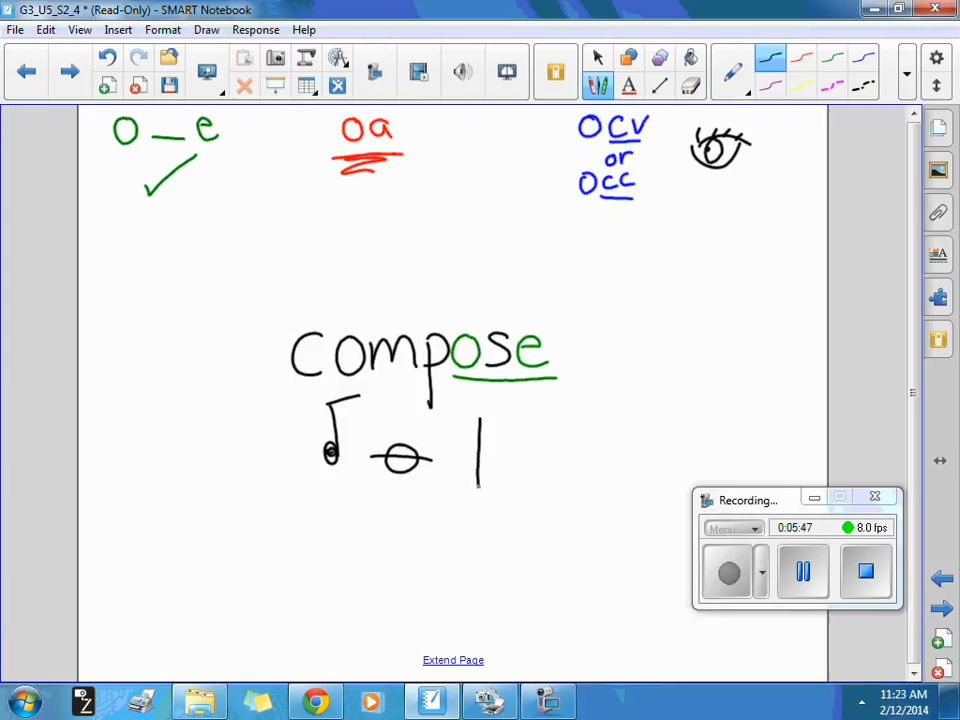 G3_U5_S2_4 * (Read-Only) - SMART Notebook
File Edit View Insert Format Draw Response Help
o_e
oa
ocv
or
occ
compose
Recording...
Menu
0:05:47
8.0 fps
Extend Page
11:23 AM
2/12/2014